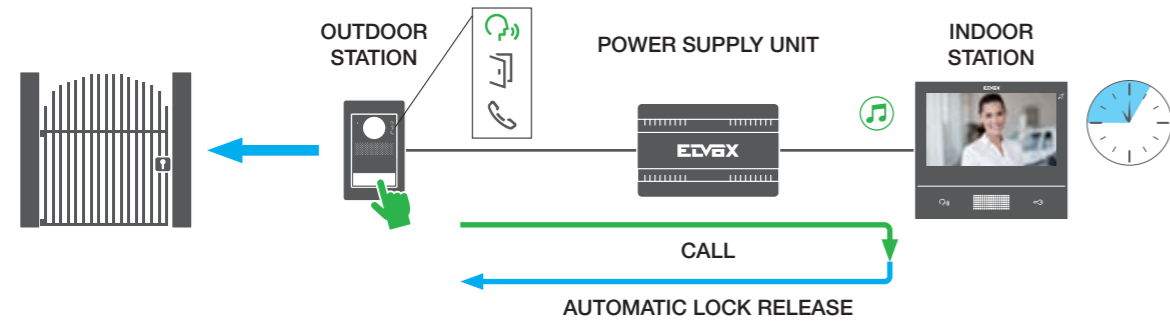 OUTDOOR
STATION
POWER SUPPLY UNIT
INDOOR
STATION
ELVOX
ELVOX
CALL
AUTOMATIC LOCK RELEASE